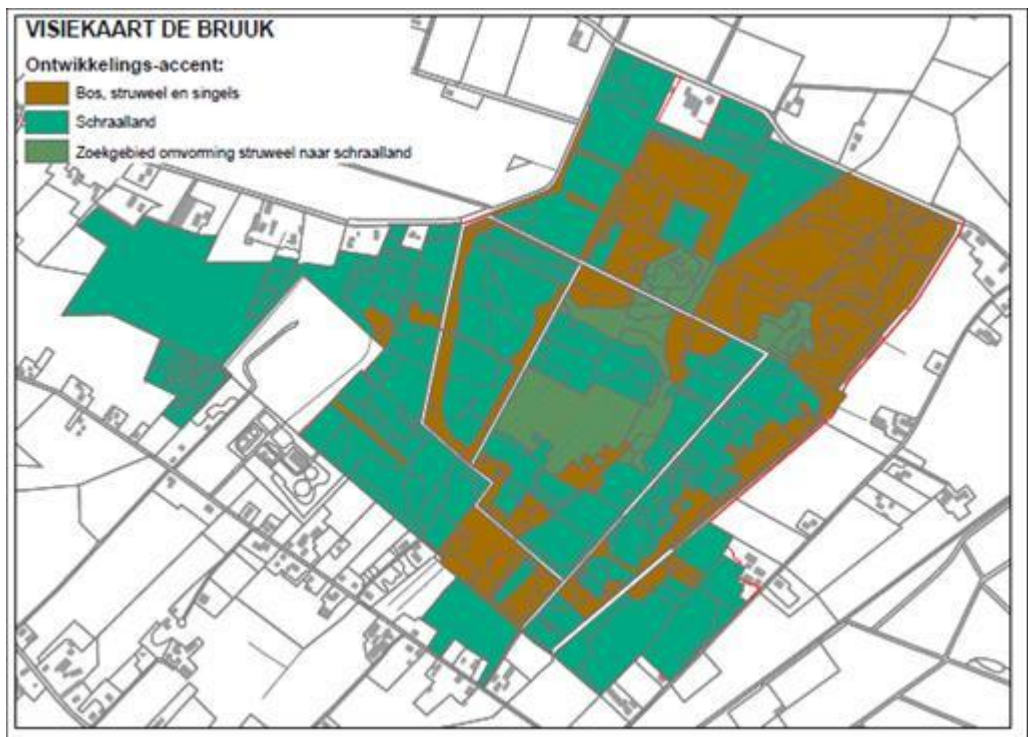 VISIEKAART DE BRUUK
Ontwikkelings-accent:
Bos, struweel en singels
Schraalland
Zoekgebied omvorming struweel naar schraalland